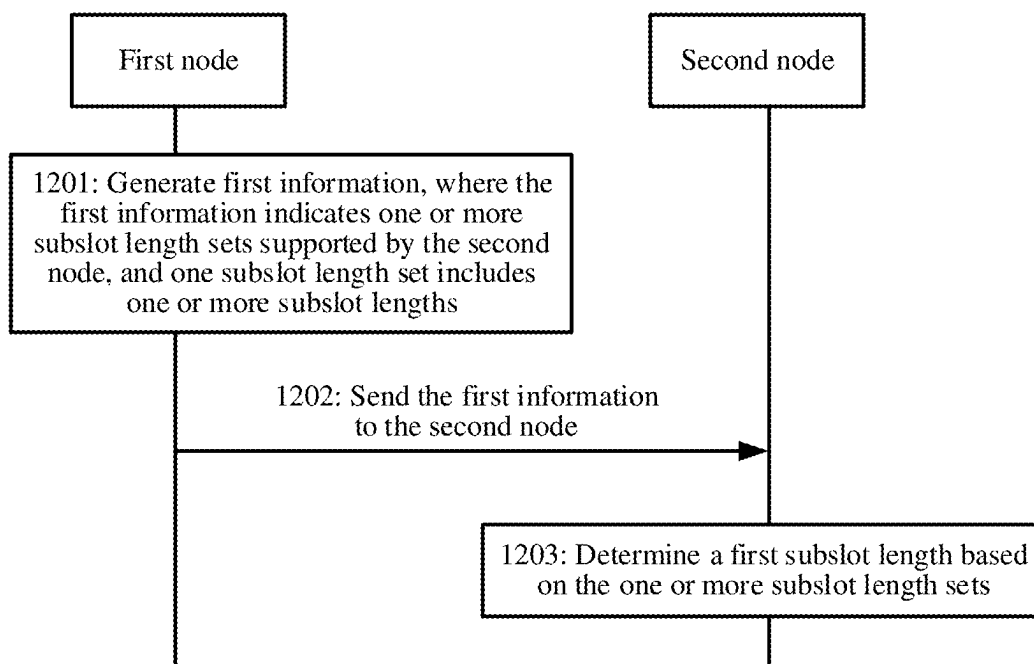 First node
Second node
1201: Generate first information, where the
first information indicates one or more
subslot length sets supported by the second
node, and one subslot length set includes
one or more subslot lengths
1202: Send the first information
to the second node
1203: Determine a first subslot length based
on the one or more subslot length sets